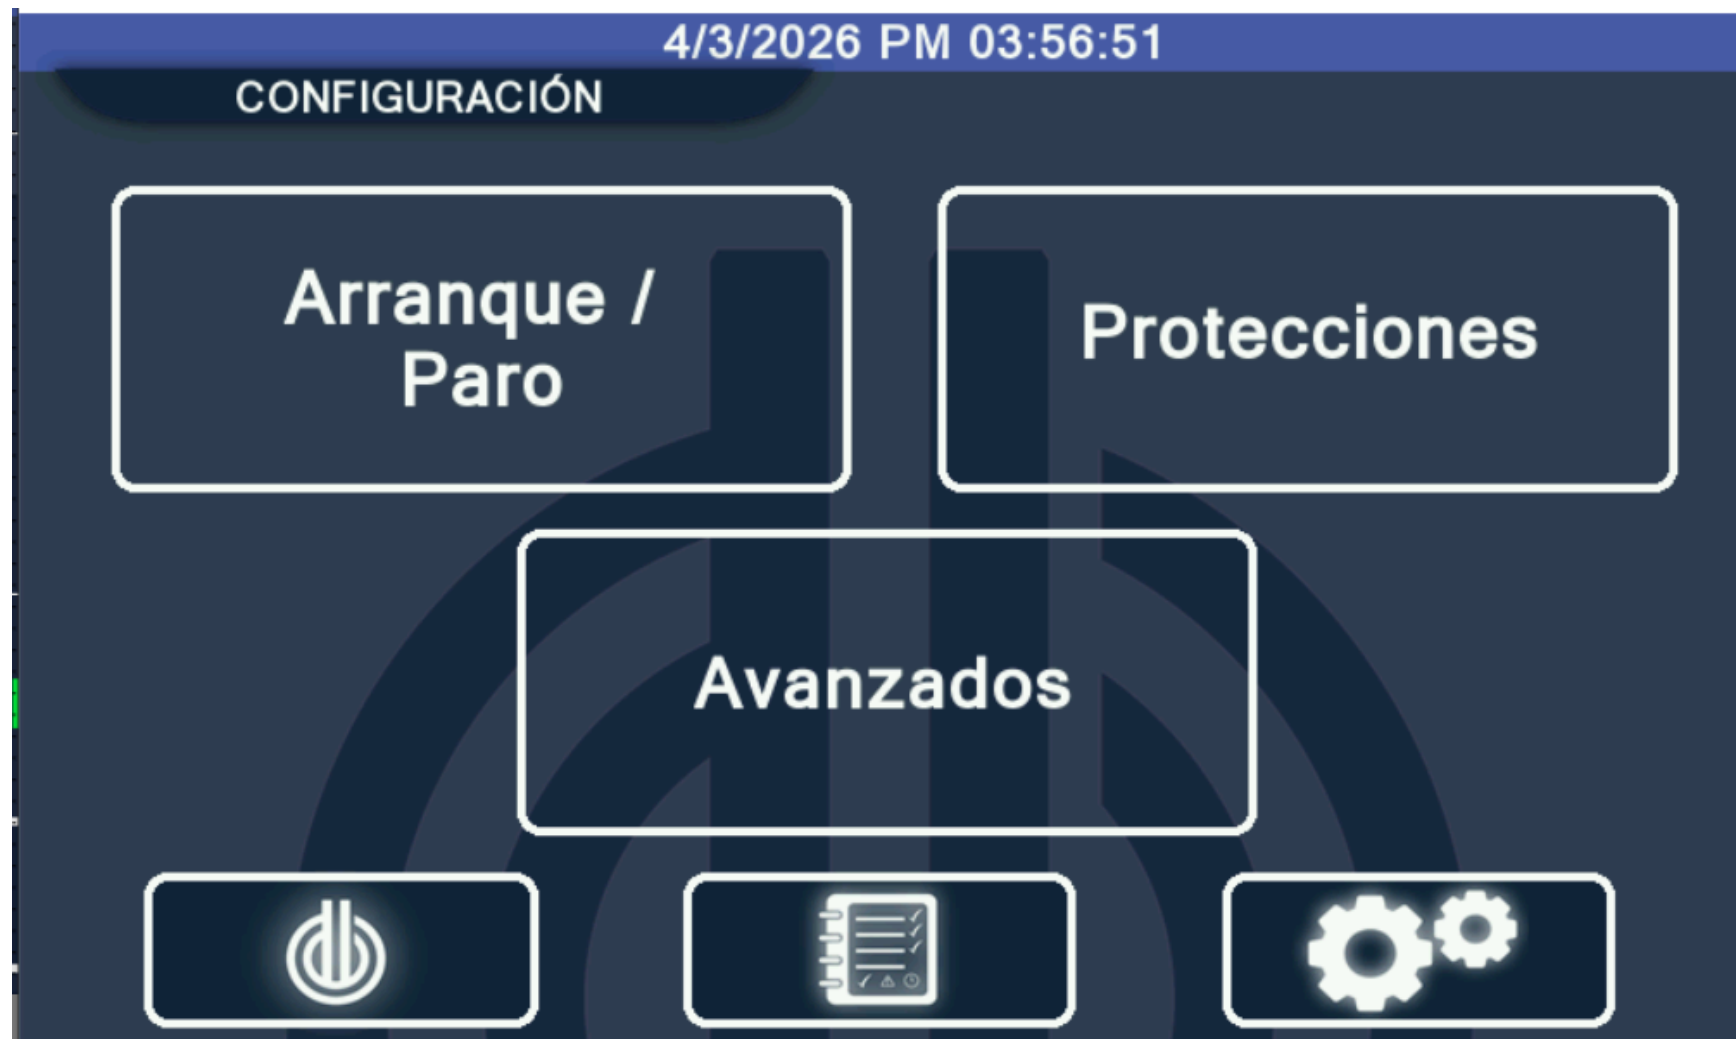 4/3/2026 PM 03:56:51
CONFIGURACIÓN
Arranque /
Paro
Protecciones
Avanzados